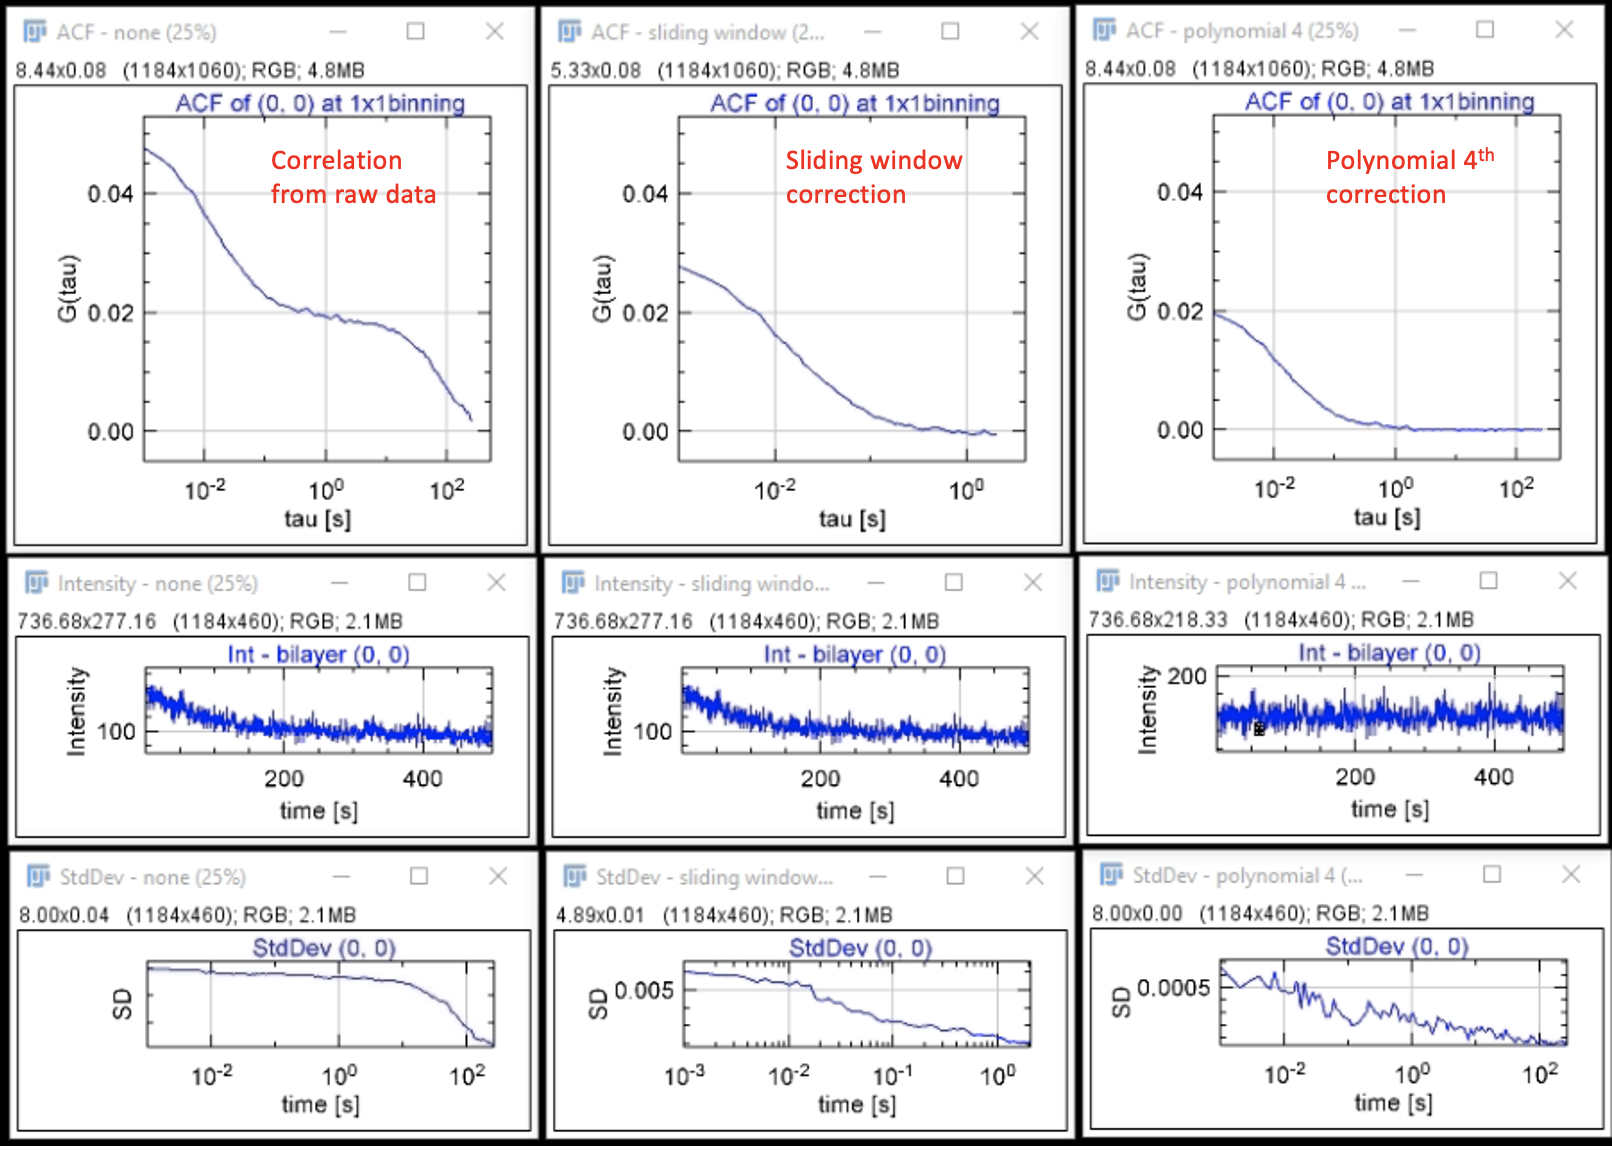 ACF - none (25%)
8.44x0.08 (1184x1060); RGB; 4.8MB
ACF of (0, 0) at 1x1binning
Correlation
from raw data
0.04
0.02
0.00
G(tau)
10-2 100 102
tau [s]
ACF - sliding window (2...
5.33x0.08 (1184x1060); RGB; 4.8MB
ACF of (0, 0) at 1x1binning
Sliding window
correction
0.04
0.02
0.00
G(tau)
10-2 100
tau [s]
ACF - polynomial 4 (25%)
8.44x0.08 (1184x1060); RGB; 4.8MB
ACF of (0, 0) at 1x1binning
Polynomial 4th
correction
0.04
0.02
0.00
G(tau)
10-2 100 102
tau [s]
Intensity - none (25%)
736.68x277.16 (1184x460); RGB; 2.1MB
Int - bilayer (0, 0)
Intensity
100
200 400
time [s]
Intensity - sliding windo...
736.68x277.16 (1184x460); RGB; 2.1MB
Int - bilayer (0, 0)
Intensity
100
200 400
time [s]
Intensity - polynomial 4 ...
736.68x218.33 (1184x460); RGB; 2.1MB
Int - bilayer (0, 0)
200
Intensity
200 400
time [s]
StdDev - none (25%)
8.00x0.04 (1184x460); RGB; 2.1MB
StdDev (0, 0)
SD
10-2 100 102
time [s]
StdDev - sliding window...
4.89x0.01 (1184x460); RGB; 2.1MB
StdDev (0, 0)
SD
0.005
10-3 10-2 10-1 100
time [s]
StdDev - polynomial 4 (...
8.00x0.00 (1184x460); RGB; 2.1MB
StdDev (0, 0)
SD
0.0005
10-2 100 102
time [s]